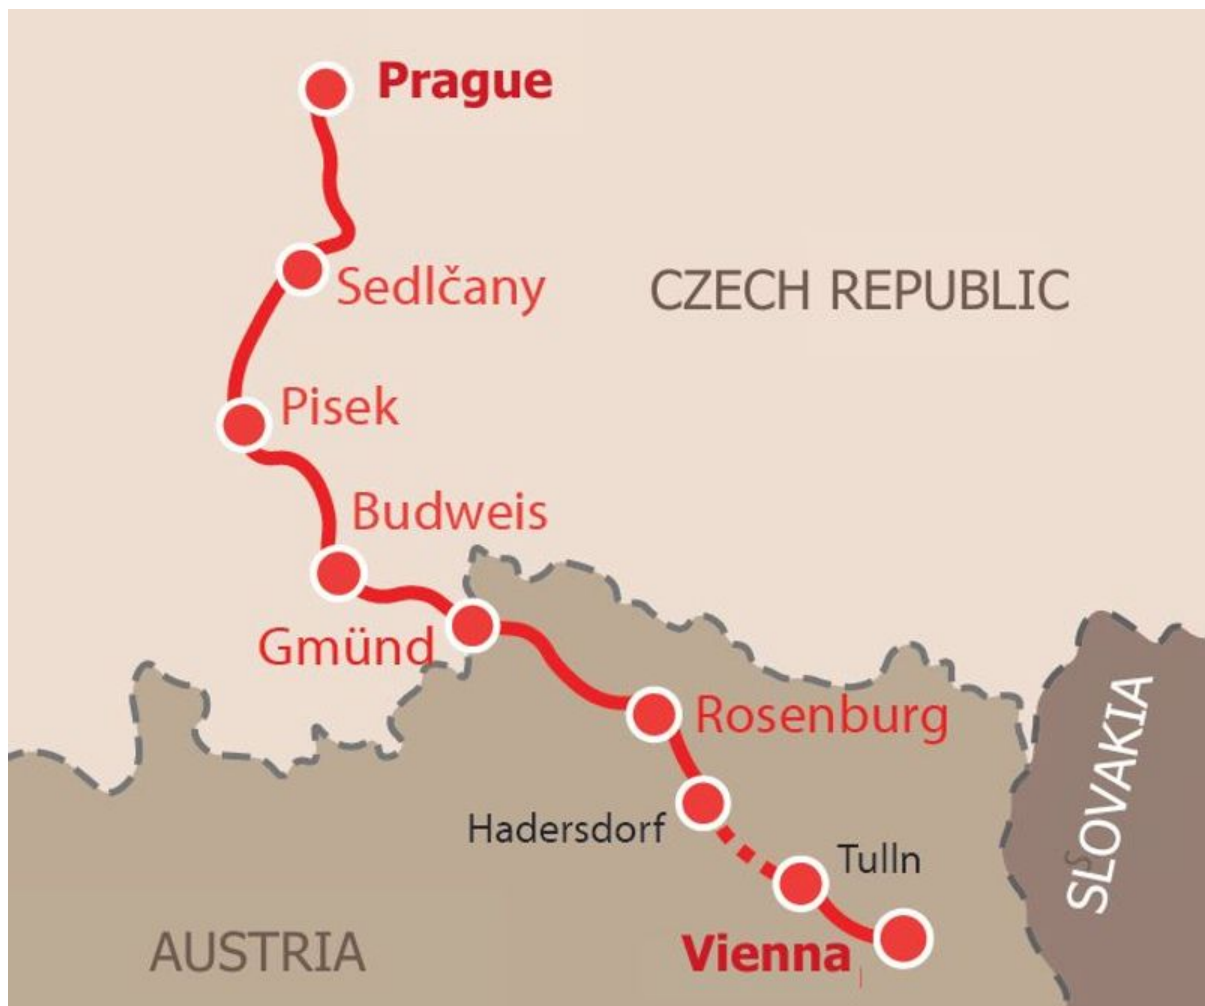 Prague
Sedlčany
CZECH REPUBLIC
Pisek
Budweis
Gmünd
Rosenburg
SLOVAKIA
Hadersdorf
Tulln
AUSTRIA
Vienna